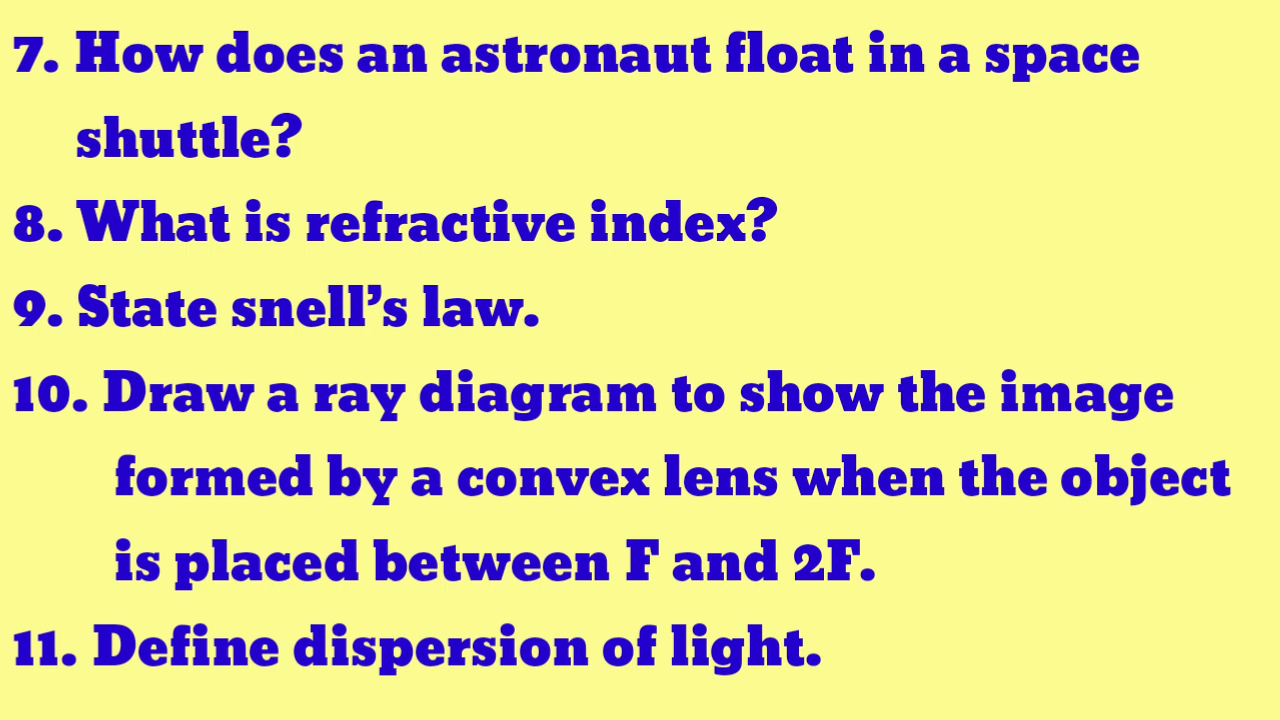 7. How does an astronaut float in a space
shuttle?
8. What is refractive index?
9. State snell’s law.
10. Draw a ray diagram to show the image
formed by a convex lens when the object
is placed between F and 2F.
11. Define dispersion of light.